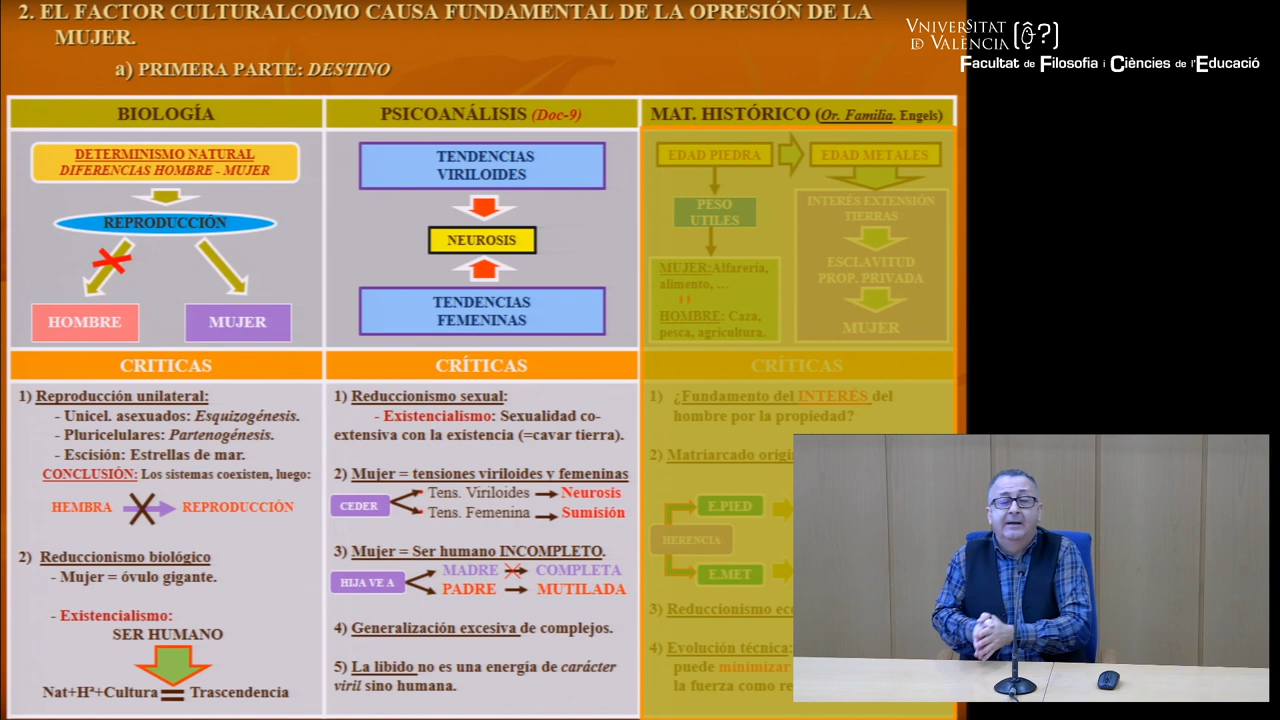 2. EL FACTOR CULTURALCOMO CAUSA FUNDAMENTAL DE LA OPRESIÓN DE LA
MUJER.
a) PRIMERA PARTE: DESTINO
VNIVERSITAT
DE VALÈNCIA
Facultat de Filosofia i Ciències de l'Educació
BIOLOGÍA
DETERMINISMO NATURAL
DIFERENCIAS HOMBRE - MUJER
REPRODUCCIÓN
HOMBRE
MUJER
CRITICAS
1) Reproducción unilateral:
- Unicel. asexuados: Esquizogénesis.
- Pluricelulares: Partenogénesis.
- Escisión: Estrellas de mar.
CONCLUSIÓN: Los sistemas coexisten, luego:
HEMBRA
REPRODUCCIÓN
2) Reduccionismo biológico
- Mujer = óvulo gigante.
- Existencialismo:
SER HUMANO
Nat+Hª+Cultura = Trascendencia
PSICOANÁLISIS (Doc-9)
TENDENCIAS
VIRILOIDES
NEUROSIS
TENDENCIAS
FEMENINAS
CRÍTICAS
1) Reduccionismo sexual:
- Existencialismo: Sexualidad co-
extensiva con la existencia (=cavar tierra).
2) Mujer = tensiones viriloides y femeninas
CEDER
Tens. Viriloides
Neurosis
Tens. Femenina
Sumisión
3) Mujer = Ser humano INCOMPLETO.
HIJA VE A
MADRE
COMPLETA
PADRE
MUTILADA
4) Generalización excesiva de complejos.
5) La libido no es una energía de carácter
viril sino humana.
MAT. HISTÓRICO (Or. Familia. Engels)
EDAD PIEDRA
EDAD METALES
PESO
UTILES
MUJER:Alfarería,
alimento, …
HOMBRE: Caza,
pesca, agricultura.
INTERÉS EXTENSIÓN
TIERRAS
ESCLAVITUD
PROP. PRIVADA
MUJER
CRÍTICAS
1) ¿Fundamento del INTERÉS del
hombre por la propiedad?
2) Matriarcado
E.PIED
HERENCIA
E.MET
3) Reduccionismo
4) Evolución técnica:
puede minimizar
la fuerza como